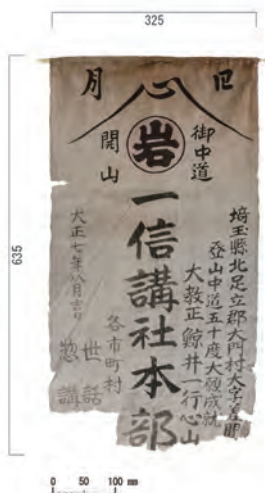 325
635
月 心
岩
御中道
開山
埼玉縣北足立郡大門村大字差間
登山中道五十度大願成就
大教正鯨井一行心山
一信講社本部
各市町村
世話
惣講
大正七年八月吉日
0 50 100 mm